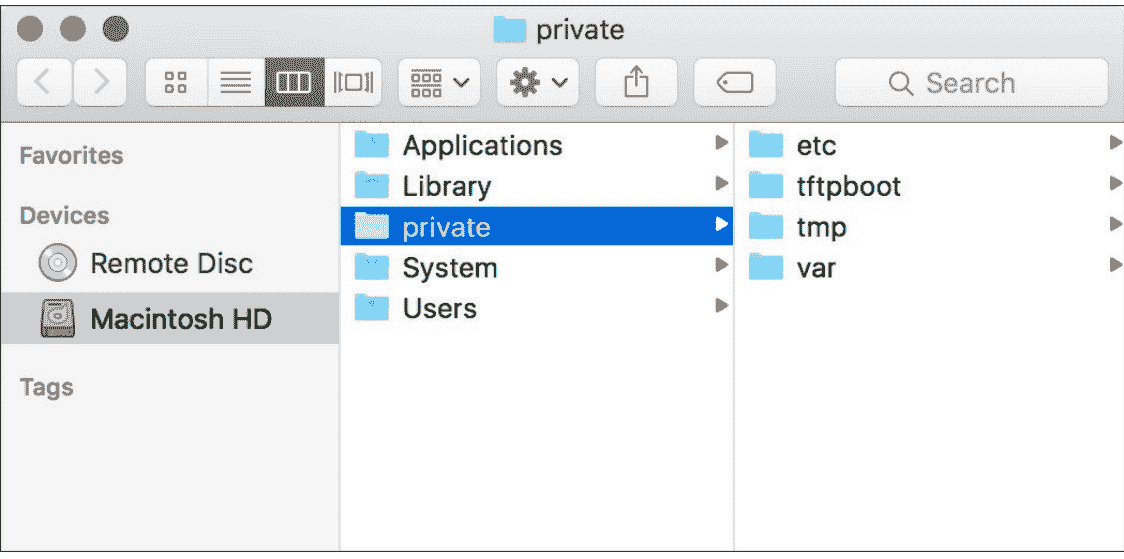 private
Search
Favorites
Devices
Remote Disc
Macintosh HD
Tags
Applications
Library
private
System
Users
etc
tftpboot
tmp
var